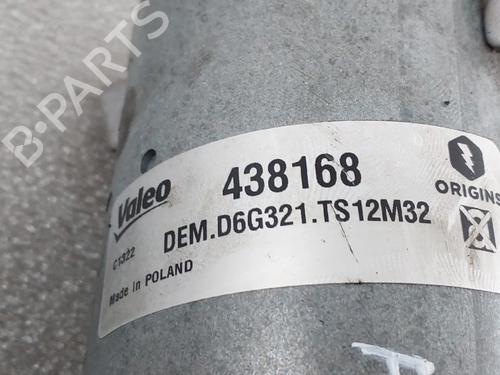 B-PARTS
Valeo
438168
ORIGINS
DEM.D6G321.TS12M32
C1322
Made in POLAND